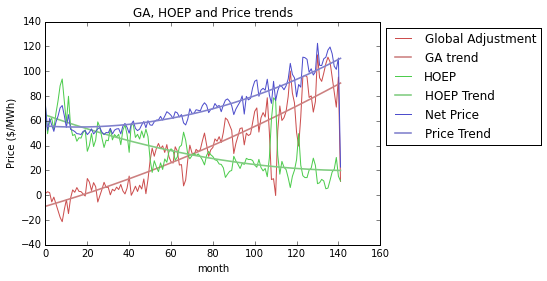 GA, HOEP and Price trends
140
120
100
80
60
40
20
0
−20
−40
Price ($/MWh)
0 20 40 60 80 100 120 140 160
month
Global Adjustment
GA trend
HOEP
HOEP Trend
Net Price
Price Trend